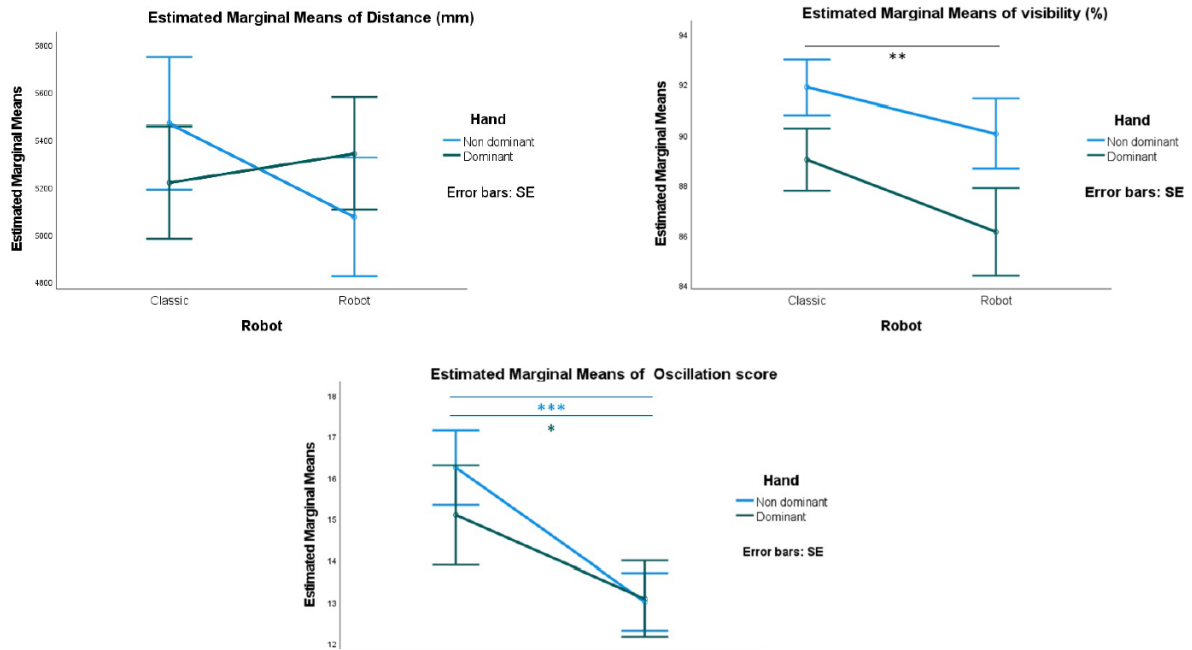 Estimated Marginal Means of Distance (mm)
Estimated Marginal Means
5800
5600
5400
5200
5000
4800
Classic
Robot
Robot
Hand
Non dominant
Dominant
Error bars: SE
Estimated Marginal Means of visibility (%)
Estimated Marginal Means
94
92
90
88
86
84
**
Classic
Robot
Robot
Hand
Non dominant
Dominant
Error bars: SE
Estimated Marginal Means of Oscillation score
Estimated Marginal Means
18
17
16
15
14
13
12
***
*
Hand
Non dominant
Dominant
Error bars: SE